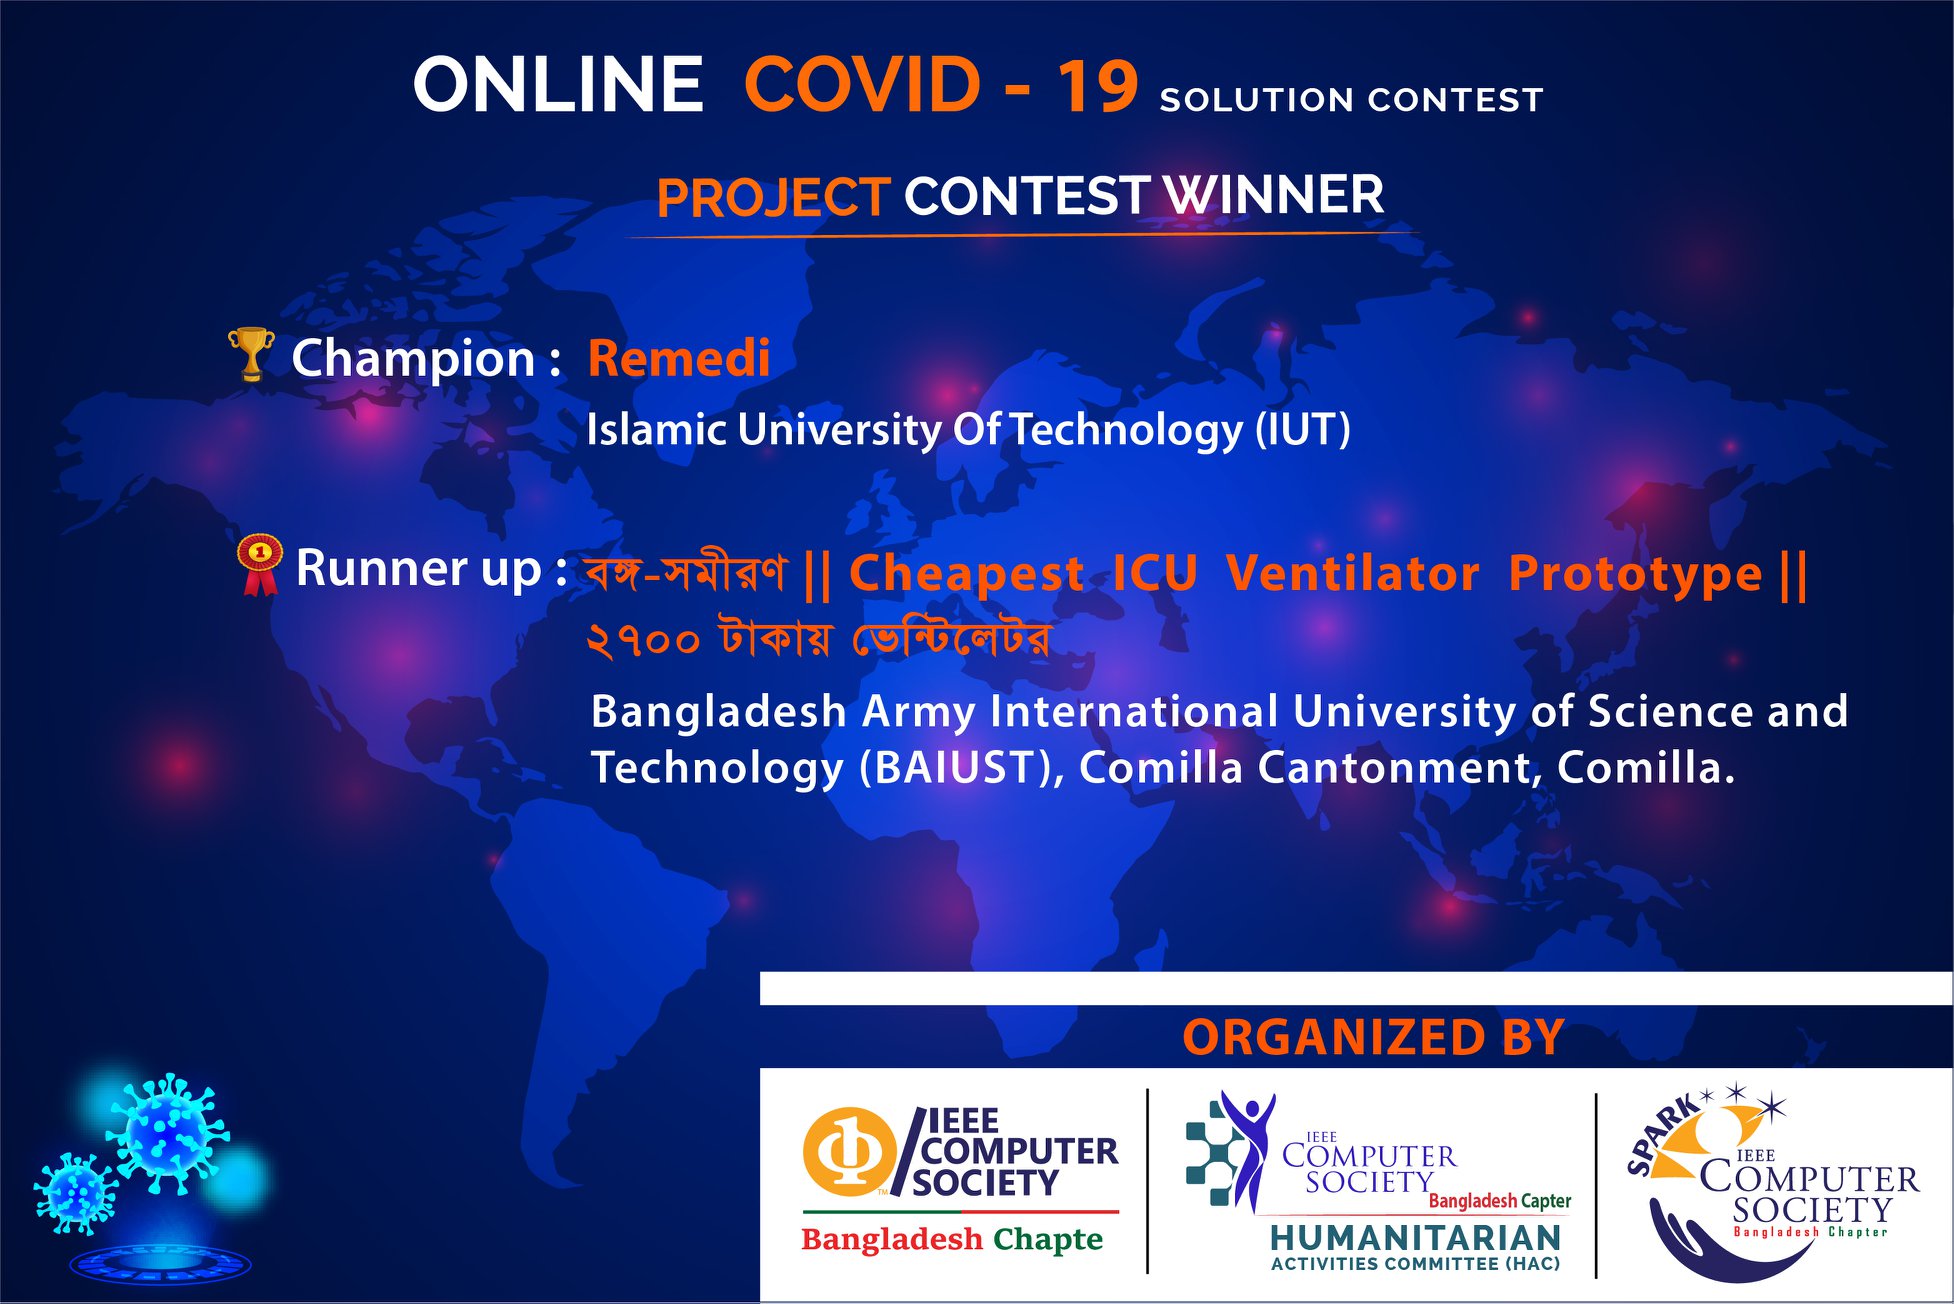 ONLINE COVID - 19 SOLUTION CONTEST
PROJECT CONTEST WINNER
Champion : Remedi
Islamic University Of Technology (IUT)
1
Runner up : বঙ্গ-সমীরণ || Cheapest ICU Ventilator Prototype ||
২৭০০ টাকায় ভেন্টিলেটর
Bangladesh Army International University of Science and
Technology (BAIUST), Comilla Cantonment, Comilla.
ORGANIZED BY
IEEE
COMPUTER
SOCIETY
TM
Bangladesh Chapte
IEEE
COMPUTER
SOCIETY
Bangladesh Capter
HUMANITARIAN
ACTIVITIES COMMITTEE (HAC)
SPARK
IEEE
COMPUTER
SOCIETY
Bangladesh Chapter